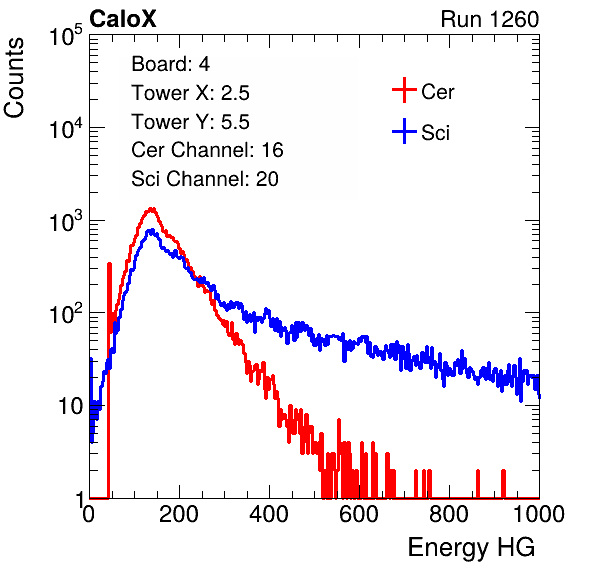 CaloX Run 1260
Counts
Board: 4
Tower X: 2.5
Tower Y: 5.5
Cer Channel: 16
Sci Channel: 20
Cer
Sci
10^5
10^4
10^3
10^2
10
1
0 200 400 600 800 1000
Energy HG